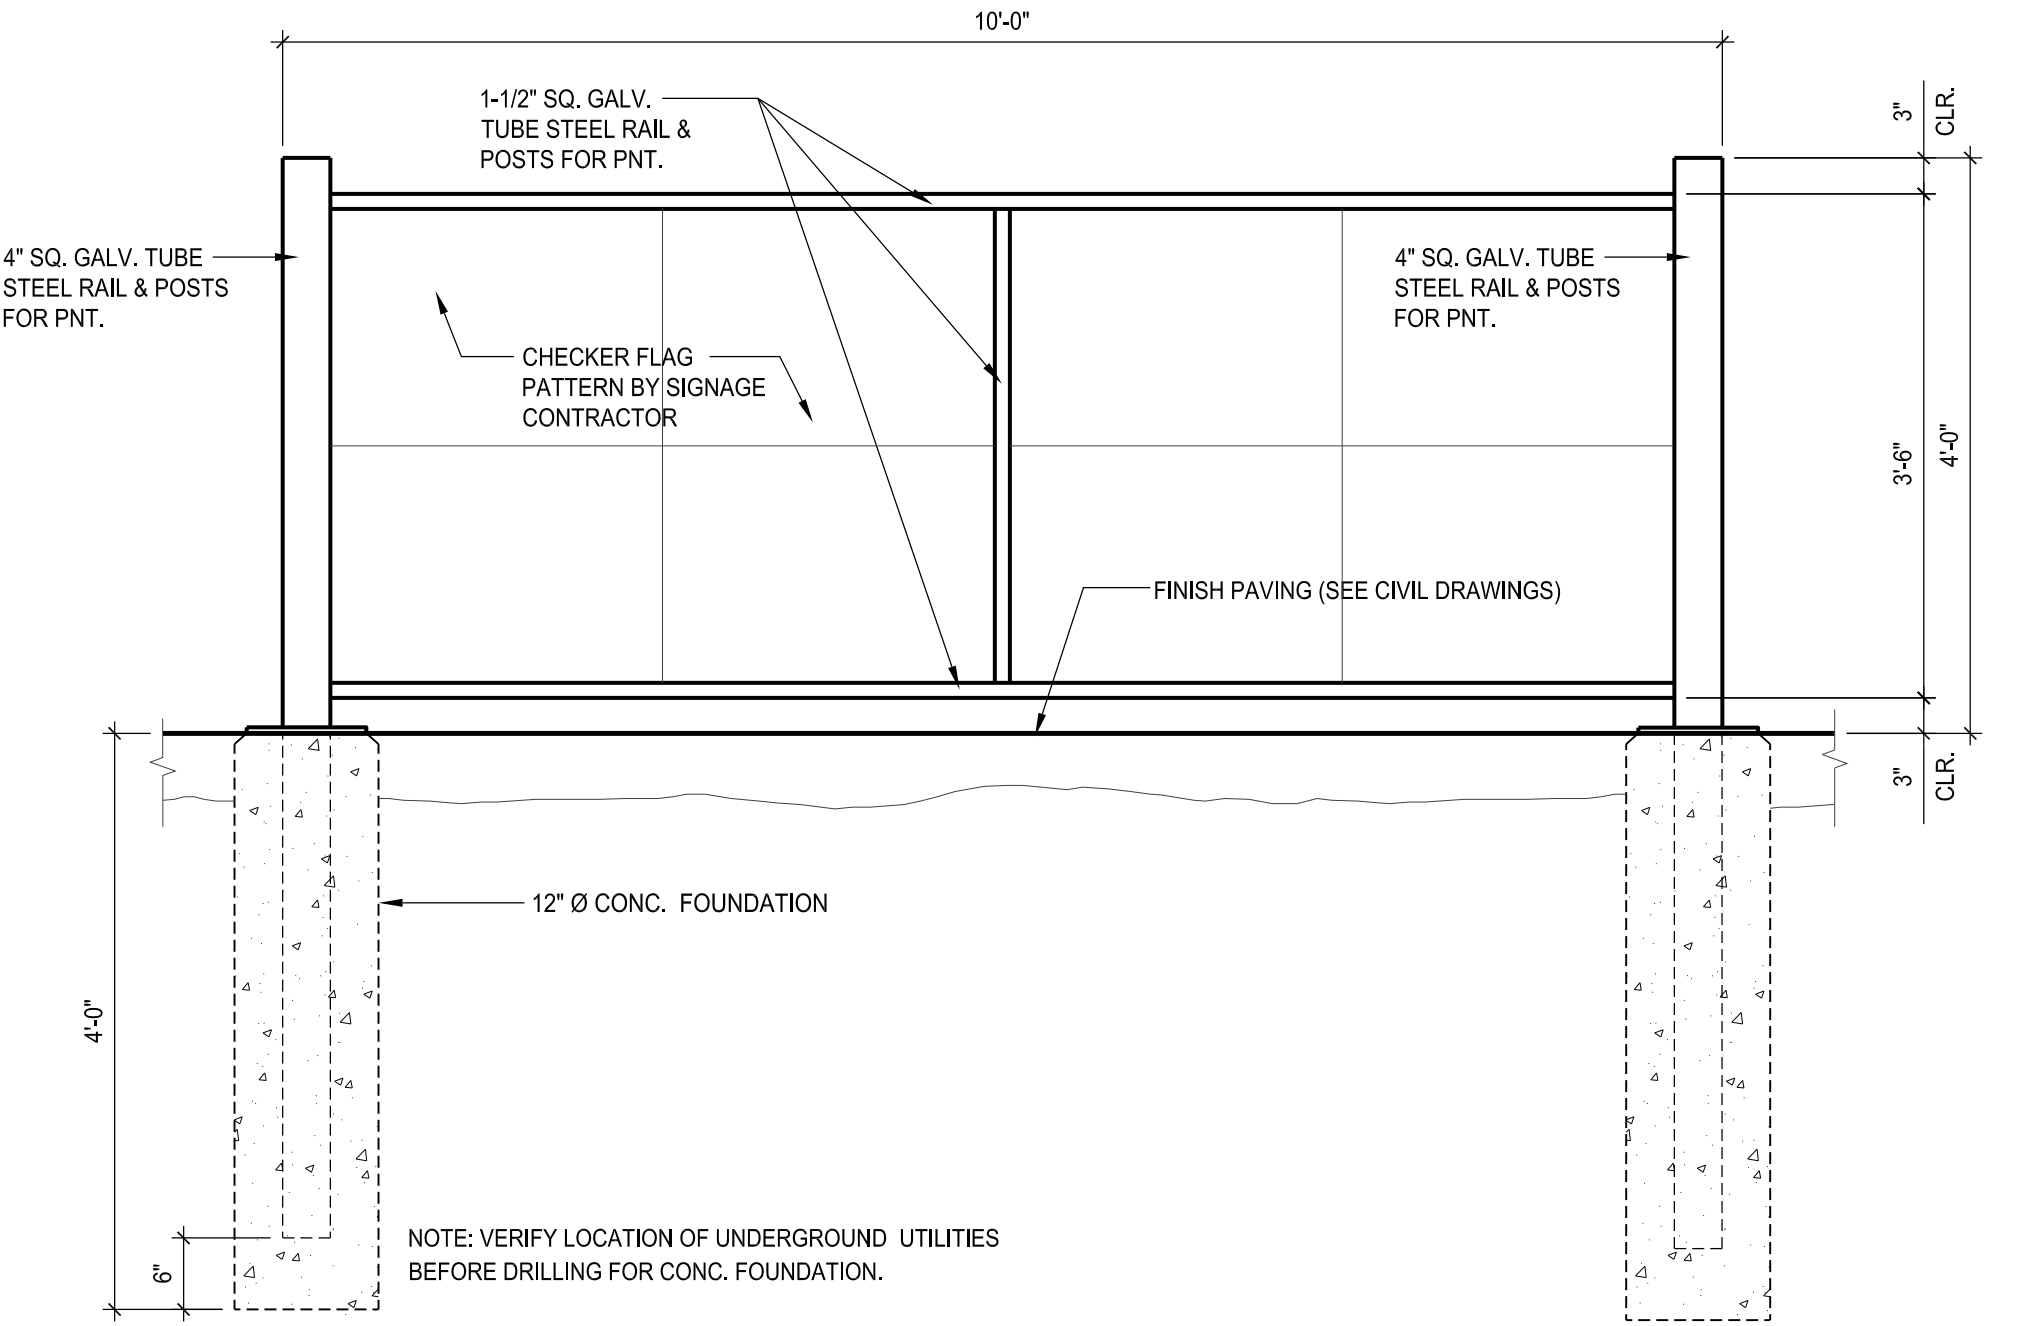 10'-0"
1-1/2" SQ. GALV.
TUBE STEEL RAIL &
POSTS FOR PNT.
3"
CLR.
4" SQ. GALV. TUBE
STEEL RAIL & POSTS
FOR PNT.
4" SQ. GALV. TUBE
STEEL RAIL & POSTS
FOR PNT.
CHECKER FLAG
PATTERN BY SIGNAGE
CONTRACTOR
3'-6"
4'-0"
FINISH PAVING (SEE CIVIL DRAWINGS)
3"
CLR.
12" Ø CONC. FOUNDATION
4'-0"
6"
NOTE: VERIFY LOCATION OF UNDERGROUND UTILITIES
BEFORE DRILLING FOR CONC. FOUNDATION.